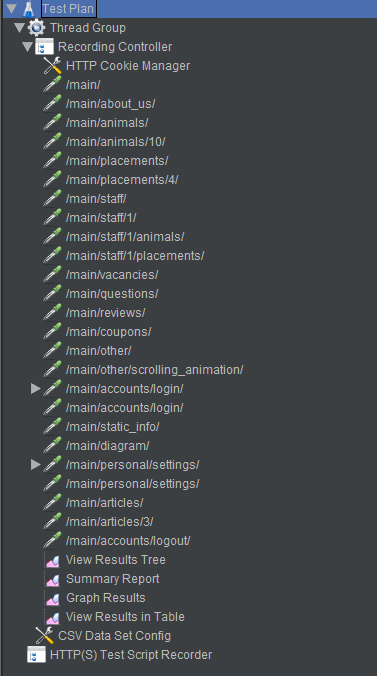 Test Plan
Thread Group
Recording Controller
HTTP Cookie Manager
/main/
/main/about_us/
/main/animals/
/main/animals/10/
/main/placements/
/main/placements/4/
/main/staff/
/main/staff/1/
/main/staff/1/animals/
/main/staff/1/placements/
/main/vacancies/
/main/questions/
/main/reviews/
/main/coupons/
/main/other/
/main/other/scrolling_animation/
/main/accounts/login/
/main/accounts/login/
/main/static_info/
/main/diagram/
/main/personal/settings/
/main/personal/settings/
/main/articles/
/main/articles/3/
/main/accounts/logout/
View Results Tree
Summary Report
Graph Results
View Results in Table
CSV Data Set Config
HTTP(S) Test Script Recorder